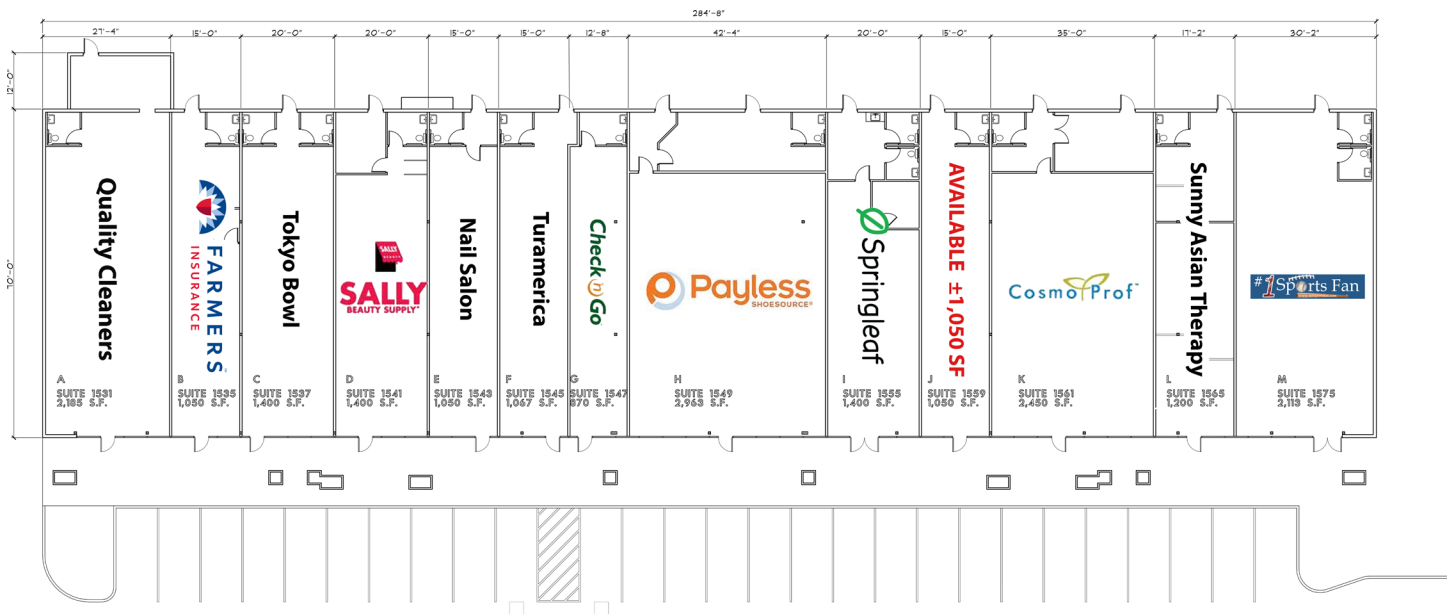 284'-8"
27'-4"
15'-0"
20'-0"
20'-0"
15'-0"
15'-0"
12'-8"
42'-4"
20'-0"
15'-0"
35'-0"
17'-2"
30'-2"
12'-0"
70'-0"
Quality Cleaners
FARMERS
INSURANCE
Tokyo Bowl
SALLY
BEAUTY
SALLY
BEAUTY SUPPLY
Nail Salon
Turamerica
Check n Go
Payless
SHOESOURCE®
Springleaf
AVAILABLE ±1,050 SF
CosmoProf
Sunny Asian Therapy
#1 Sports Fan
A
SUITE 1531
2,185 S.F.
B
SUITE 1535
1,050 S.F.
C
SUITE 1537
1,400 S.F.
D
SUITE 1541
1,400 S.F.
E
SUITE 1543
1,050 S.F.
F
SUITE 1545
1,067 S.F.
G
SUITE 1547
870 S.F.
H
SUITE 1549
2,963 S.F.
I
SUITE 1555
1,400 S.F.
J
SUITE 1559
1,050 S.F.
K
SUITE 1561
2,450 S.F.
L
SUITE 1565
1,200 S.F.
M
SUITE 1575
2,113 S.F.